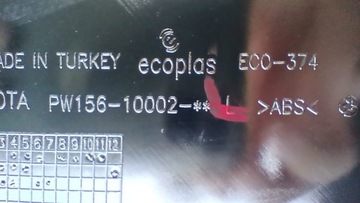 ADE IN TURKEY ecoplas ECO-374
OTA PW156-10002-** L >ABS<
3 4 5 6 7 8 9 10 11 12